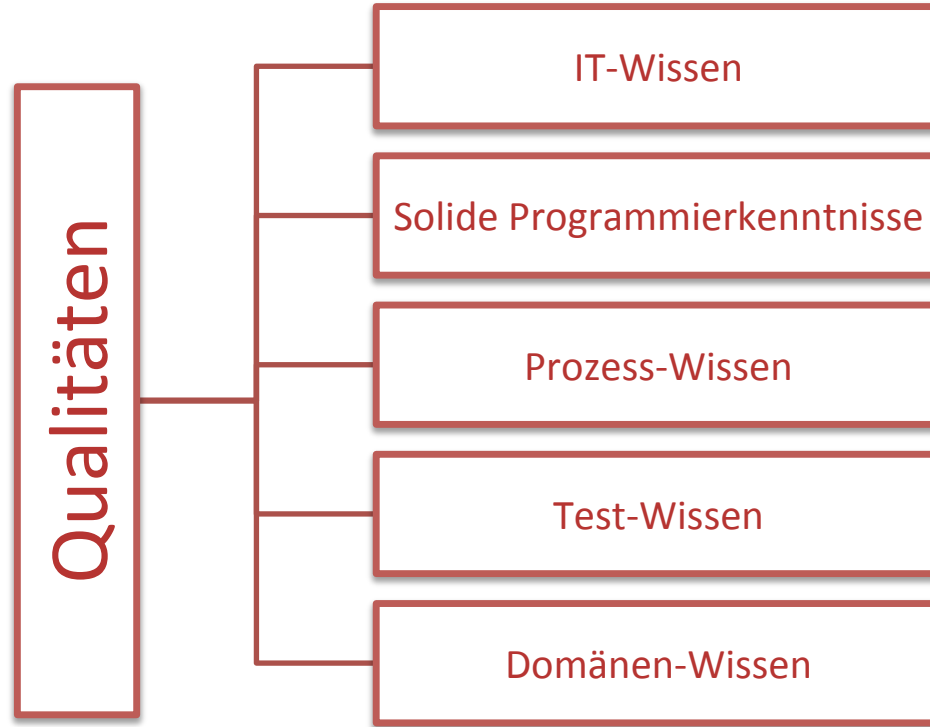 Qualitäten
IT-Wissen
Solide Programmierkenntnisse
Prozess-Wissen
Test-Wissen
Domänen-Wissen